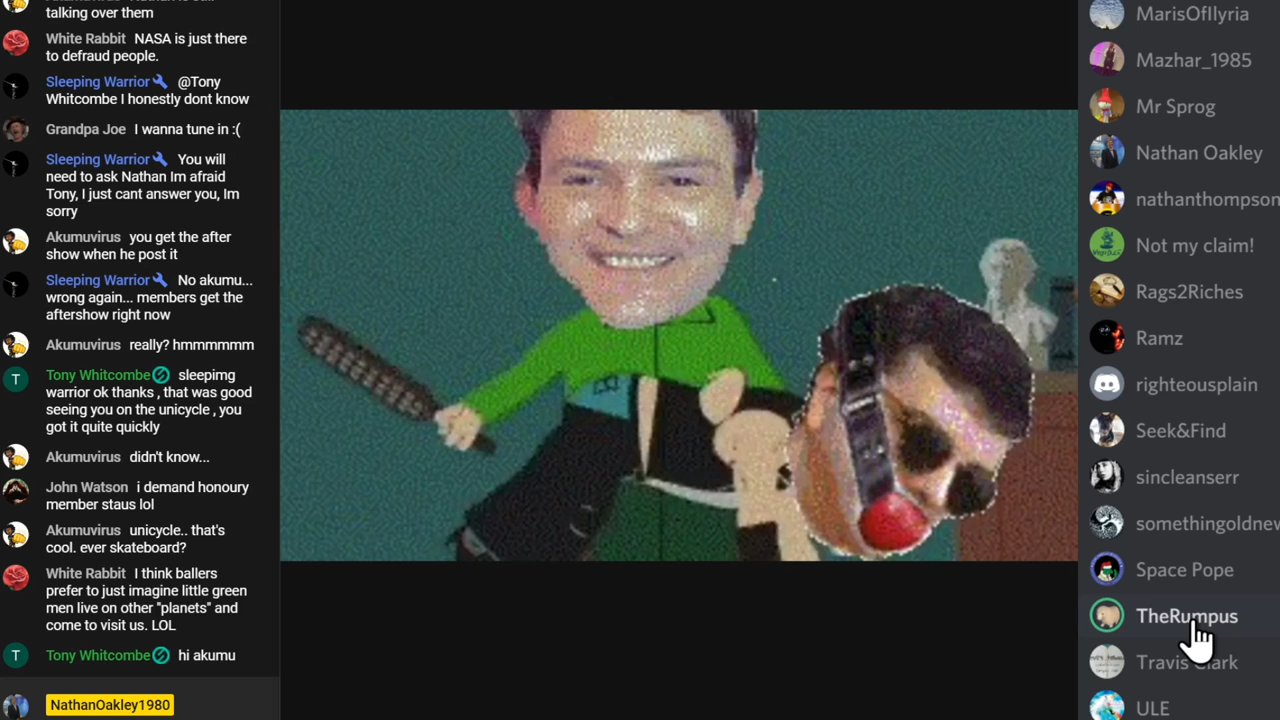 talking over them
White Rabbit NASA is just there
to defraud people.
Sleeping Warrior @Tony
Whitcombe I honestly dont know
Grandpa Joe I wanna tune in :(
Sleeping Warrior You will
need to ask Nathan Im afraid
Tony, I just cant answer you, Im
sorry
Akumuvirus you get the after
show when he post it
Sleeping Warrior No akumu...
wrong again... members get the
aftershow right now
Akumuvirus really? hmmmmmm
T
Tony Whitcombe sleepimg
warrior ok thanks , that was good
seeing you on the unicycle , you
got it quite quickly
Akumuvirus didn't know...
John Watson i demand honoury
member staus lol
Akumuvirus unicycle.. that's
cool. ever skateboard?
White Rabbit I think ballers
prefer to just imagine little green
men live on other "planets" and
come to visit us. LOL
T
Tony Whitcombe hi akumu
NathanOakley1980
MarisOfIlyria
Mazhar_1985
Mr Sprog
Nathan Oakley
nathanthompson
Not my claim!
Rags2Riches
Ramz
righteousplain
Seek&Find
sincleanserr
somethingoldnew
Space Pope
TheRumpus
Travis Clark
ULE